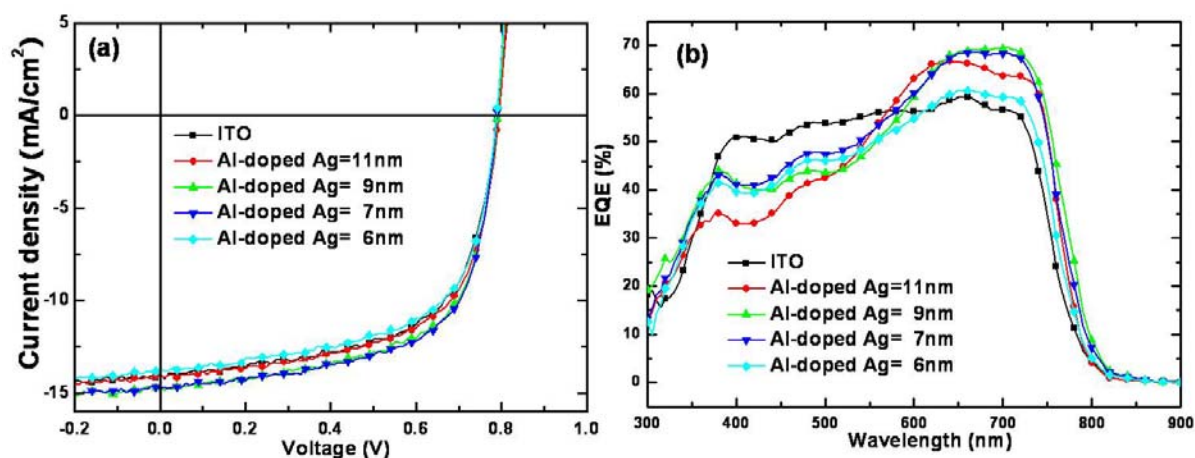 (a)
Current density (mA/cm²)
5
0
-5
-10
-15
ITO
Al-doped Ag=11nm
Al-doped Ag= 9nm
Al-doped Ag= 7nm
Al-doped Ag= 6nm
-0.2 0.0 0.2 0.4 0.6 0.8 1.0
Voltage (V)
(b)
EQE (%)
70
60
50
40
30
20
10
0
ITO
Al-doped Ag=11nm
Al-doped Ag= 9nm
Al-doped Ag= 7nm
Al-doped Ag= 6nm
300 400 500 600 700 800 900
Wavelength (nm)